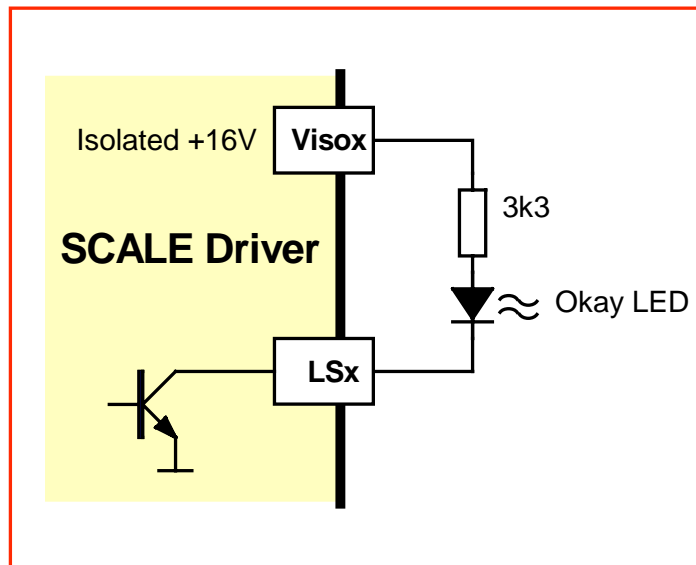 Isolated +16V
Visox
3k3
SCALE Driver
Okay LED
LSx